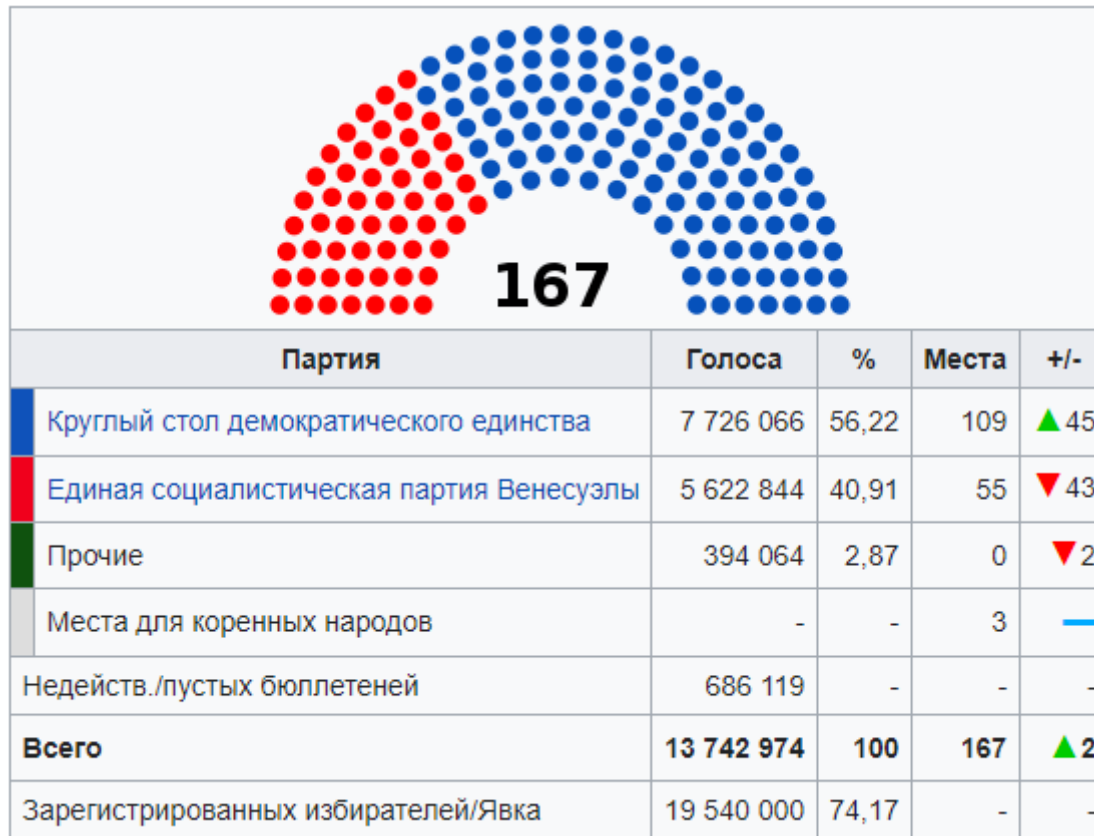 167
Партия Голоса % Места +/-
Круглый стол демократического единства 7 726 066 56,22 109 ▲45
Единая социалистическая партия Венесуэлы 5 622 844 40,91 55 ▼43
Прочие 394 064 2,87 0 ▼2
Места для коренных народов - - 3 —
Недейств./пустых бюллетеней 686 119 - - -
Всего 13 742 974 100 167 ▲2
Зарегистрированных избирателей/Явка 19 540 000 74,17 - -